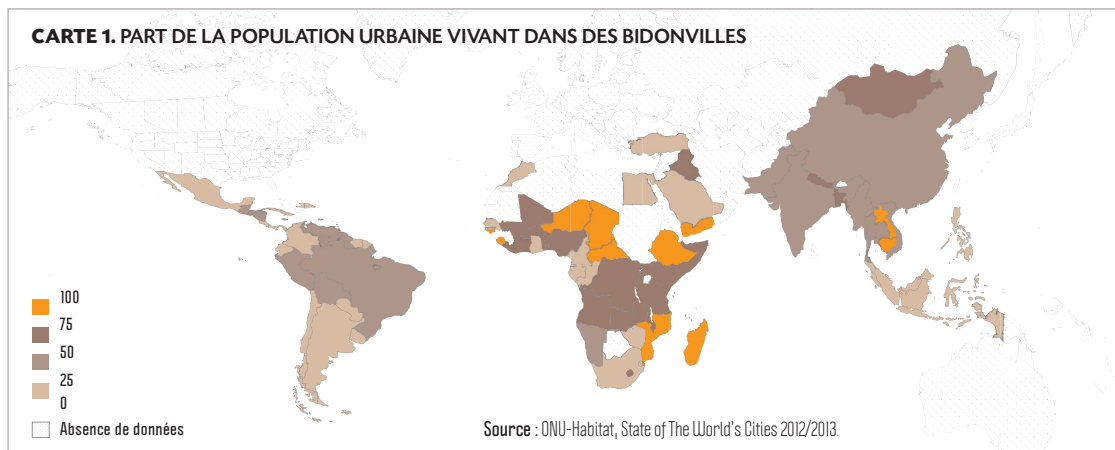 CARTE 1. PART DE LA POPULATION URBAINE VIVANT DANS DES BIDONVILLES
100
75
50
25
0
Absence de données
Source : ONU-Habitat, State of The World's Cities 2012/2013.